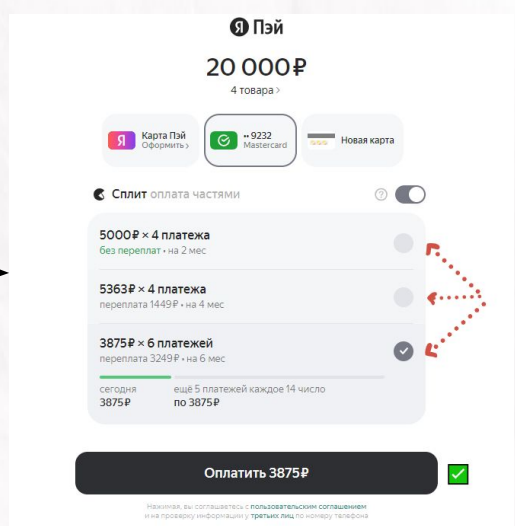 Я Пэй
20 000 ₽
4 товара >
Я Карта Пэй
Оформить >
•• 9232
Mastercard
Новая карта
Сплит оплата частями ?
5000 ₽ × 4 платежа
без переплат • на 2 мес
5363 ₽ × 4 платежа
переплата 1449 ₽ • на 4 мес
3875 ₽ × 6 платежей
переплата 3249 ₽ • на 6 мес
сегодня ещё 5 платежей каждое 14 число
3875 ₽ по 3875 ₽
Оплатить 3875 ₽
Нажимая, вы соглашаетесь с пользовательским соглашением
и на проверку информации у третьих лиц по номеру телефона